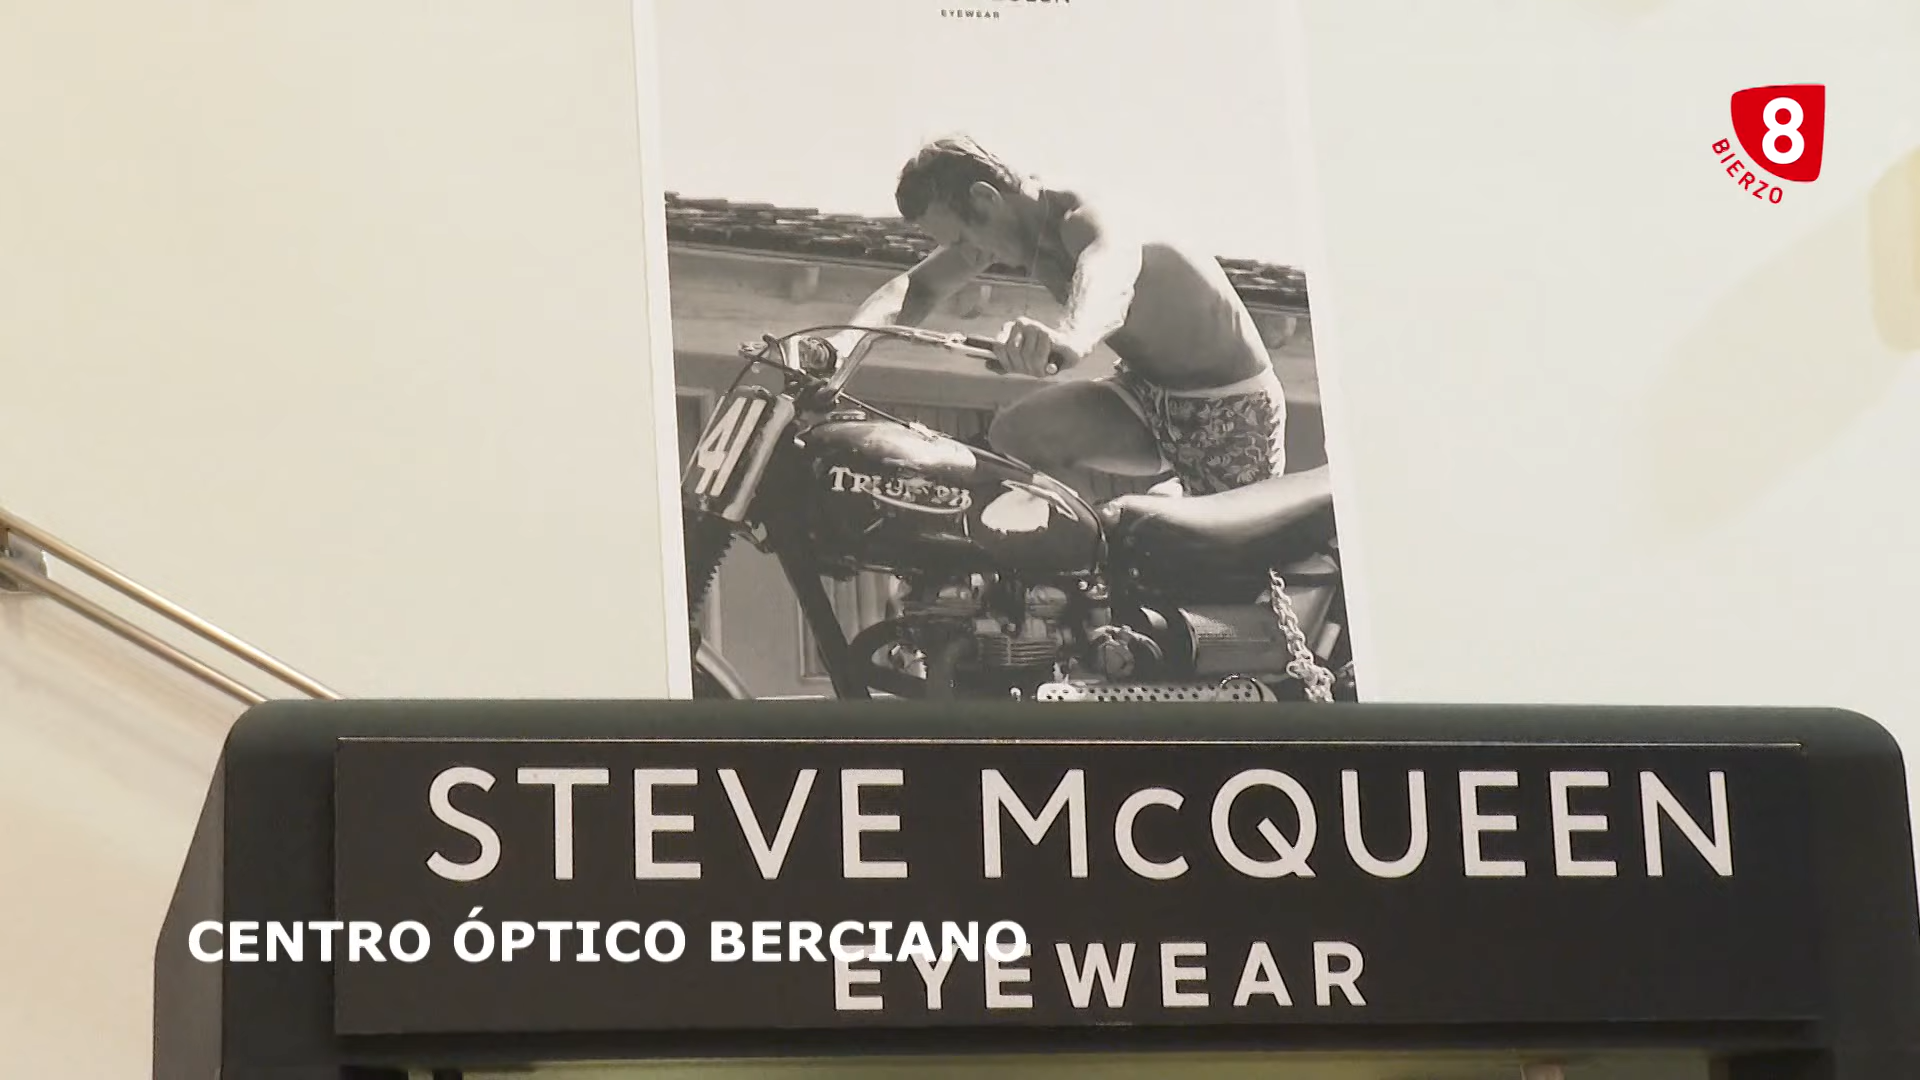 EYEWEAR
8
BIERZO
41
TRIUMPH
STEVE McQUEEN
CENTRO ÓPTICO BERCIANO
EYEWEAR